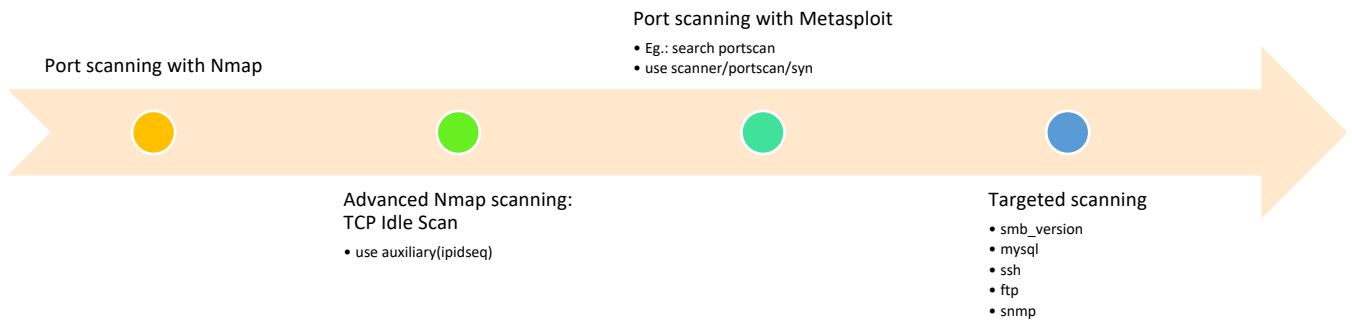 Port scanning with Nmap
Advanced Nmap scanning:
TCP Idle Scan
• use auxiliary(ipidseq)
Port scanning with Metasploit
• Eg.: search portscan
• use scanner/portscan/syn
Targeted scanning
• smb_version
• mysql
• ssh
• ftp
• snmp